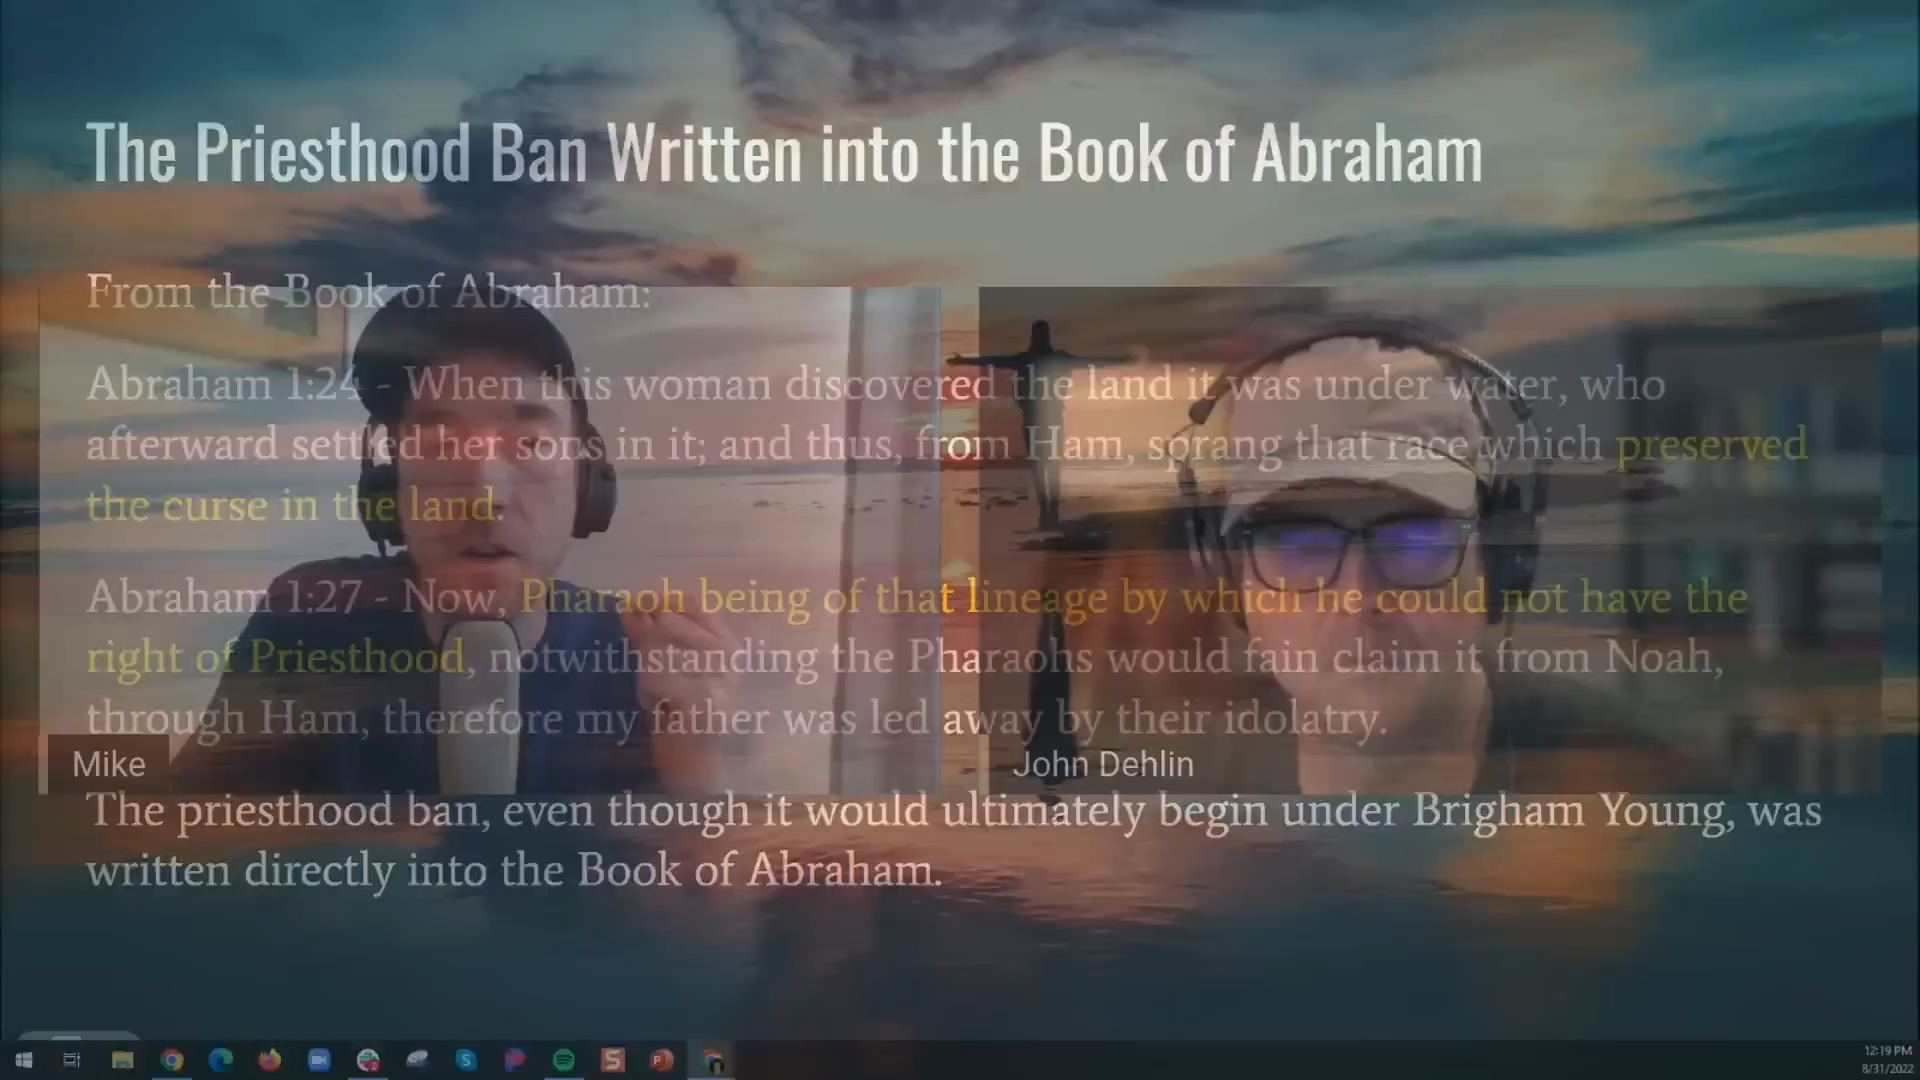 The Priesthood Ban Written into the Book of Abraham
From the Book of Abraham:
Abraham 1:24 - When this woman discovered the land it was under water, who
afterward settled her sons in it; and thus, from Ham, sprang that race which preserved
the curse in the land.
Abraham 1:27 - Now, Pharaoh being of that lineage by which he could not have the
right of Priesthood, notwithstanding the Pharaohs would fain claim it from Noah,
through Ham, therefore my father was led away by their idolatry.
Mike
John Dehlin
The priesthood ban, even though it would ultimately begin under Brigham Young, was
written directly into the Book of Abraham.
12:19 PM
8/31/2022